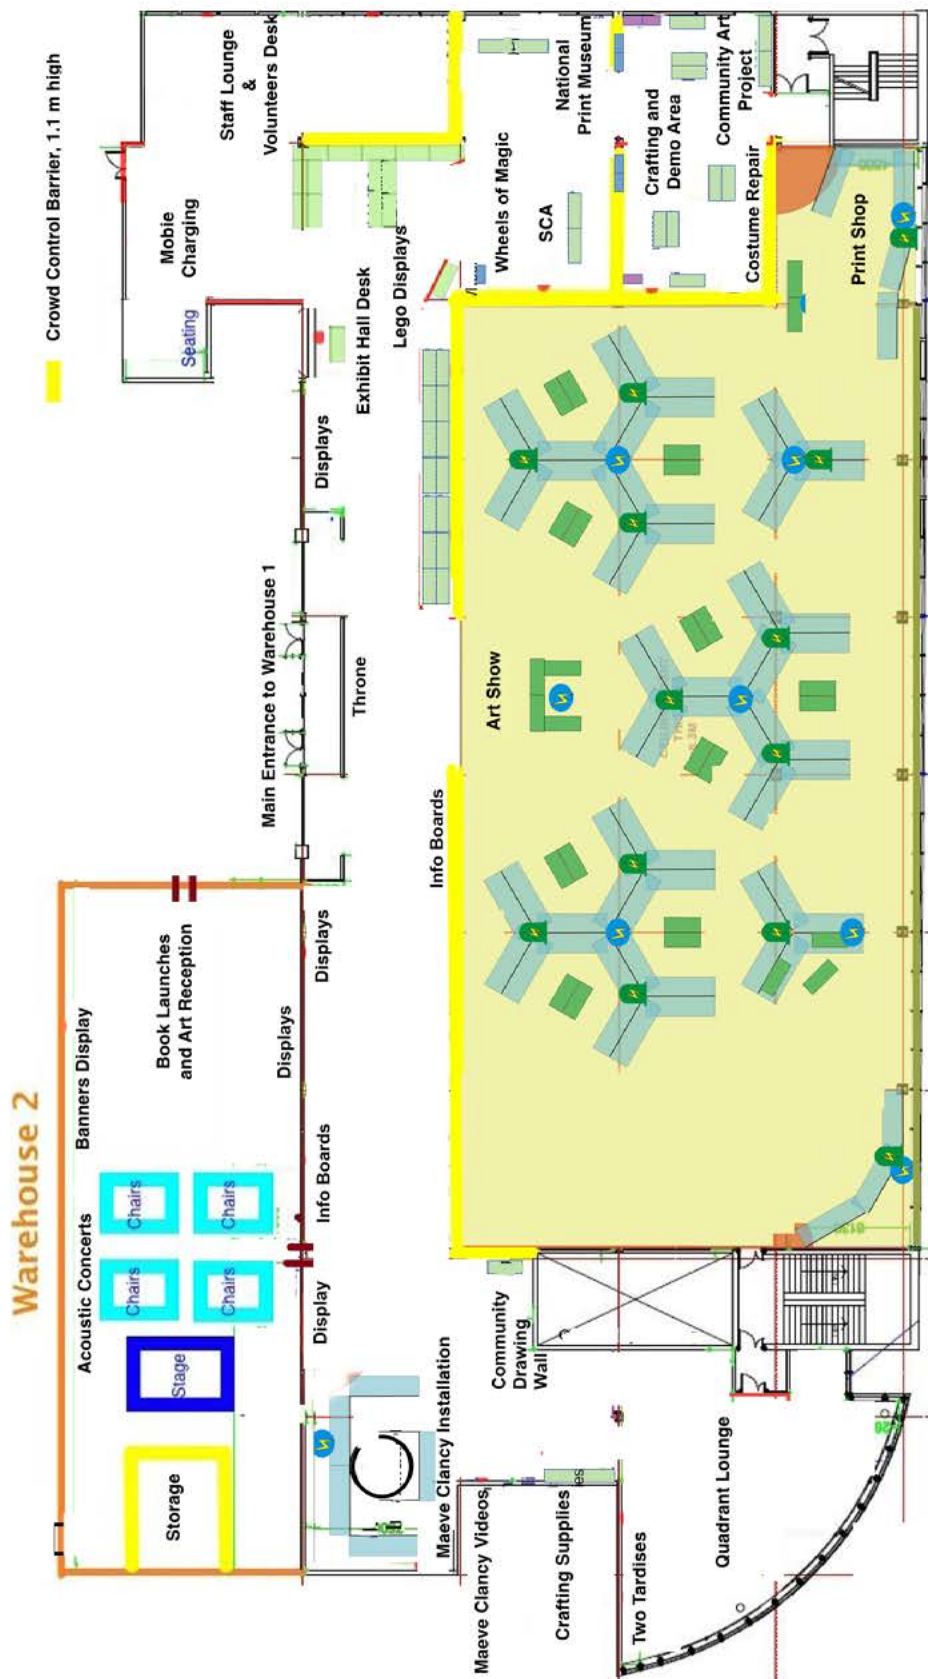 Warehouse 2
Crowd Control Barrier, 1.1 m high
Acoustic Concerts
Banners Display
Chairs
Chairs
Storage
Stage
Book Launches
and Art Reception
Mobie
Charging
Staff Lounge
&
Volunteers Desk
Seating
Chairs
Chairs
Main Entrance to Warehouse 1
Displays
Display
Info Boards
Displays
Displays
Throne
Exhibit Hall Desk
Lego Displays
Maeve Clancy Installation
Info Boards
Maeve Clancy Videos
Community
Drawing
Wall
Art Show
Wheels of Magic
SCA
National
Print Museum
Crafting Supplies
Two Tardises
Crafting and
Demo Area
Community Art
Project
Costume Repair
Quadrant Lounge
Print Shop